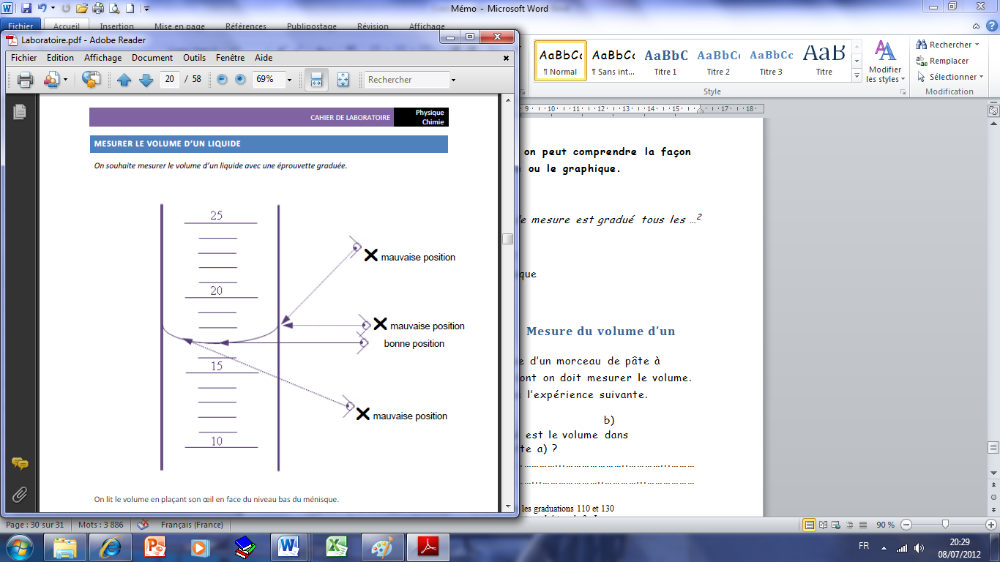 Mémo - Microsoft Word
Fichier Accueil Insertion Mise en page Références Publipostage Révision Affichage
Laboratoire.pdf - Adobe Reader
Fichier Edition Affichage Document Outils Fenêtre Aide
20 / 58 69% Rechercher
CAHIER DE LABORATOIRE
Physique
Chimie
MESURER LE VOLUME D'UN LIQUIDE
On souhaite mesurer le volume d'un liquide avec une éprouvette graduée.
25
mauvaise position
20
mauvaise position
bonne position
15
mauvaise position
10
On lit le volume en plaçant son œil en face du niveau bas du ménisque.
AaBbCc AaBbCc AaBbC AaBbCc AaBbCc AaB
¶ Normal ¶ Sans int... Titre 1 Titre 2 Titre 3 Titre
Modifier
les styles
Rechercher
Remplacer
Sélectionner
Style Modification
9 10 11 12 13 14 15 17 18
on peut comprendre la façon
ou le graphique.
de mesure est gradué tous les …2
que
Mesure du volume d'un
d'un morceau de pâte à
ont on doit mesurer le volume.
l'expérience suivante.
b)
est le volume dans
te a) ?
les graduations 110 et 130
Page : 30 sur 31 Mots : 3 886 Français (France) 90 %
FR 20:29
08/07/2012